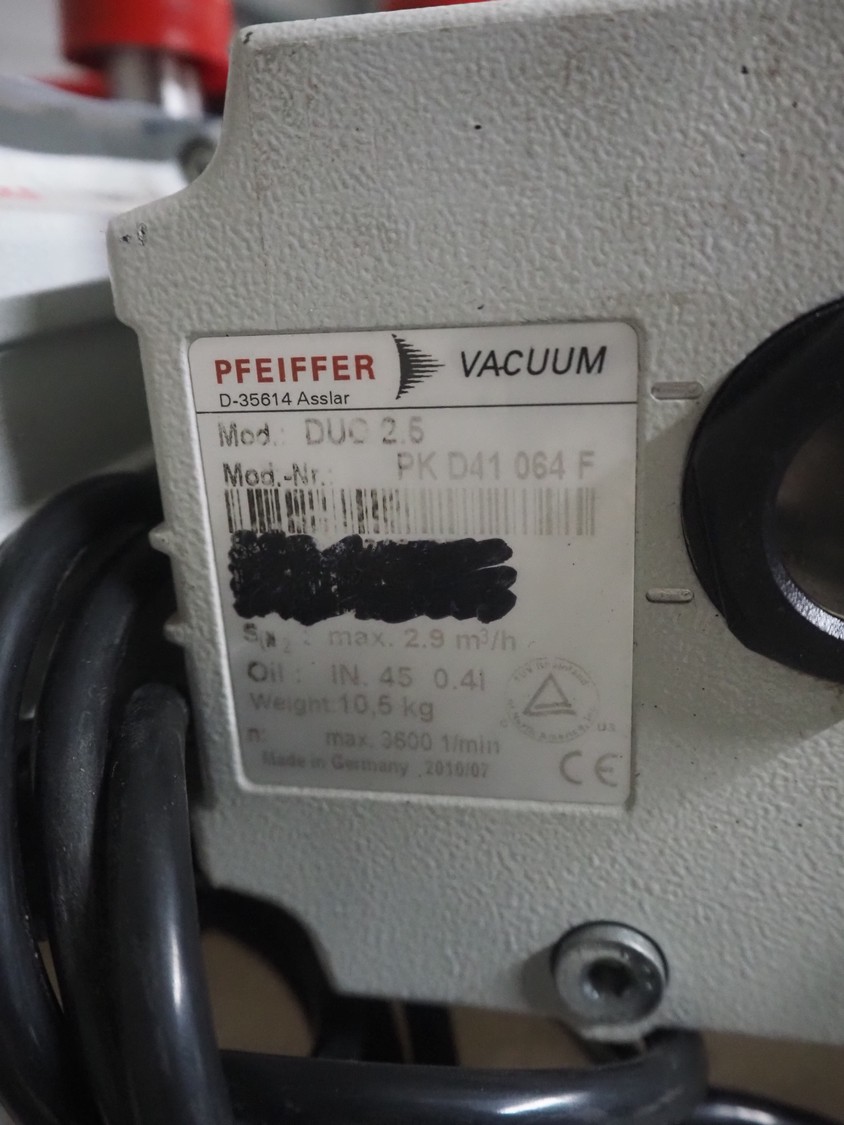 PFEIFFER VACUUM
D-35614 Asslar
Mod.: DUO 2.5
Mod.-Nr.: PK D41 064 F
S(N2): max. 2.9 m³/h
Oil: IN. 45 0.4l
Weight: 10,5 kg
n: max. 3600 1/min
Made in Germany 2010/07
CE